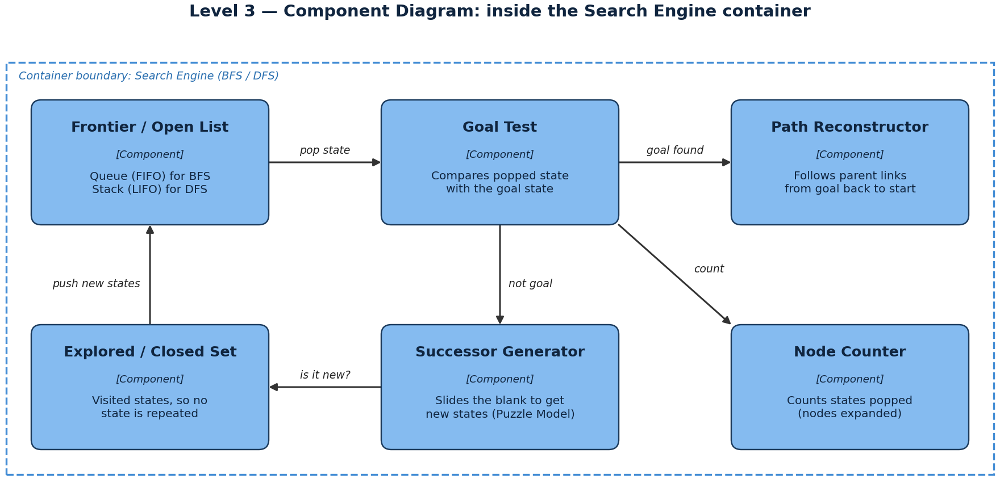 Level 3 — Component Diagram: inside the Search Engine container
Container boundary: Search Engine (BFS / DFS)
Frontier / Open List
[Component]
Queue (FIFO) for BFS
Stack (LIFO) for DFS
pop state
Goal Test
[Component]
Compares popped state
with the goal state
goal found
Path Reconstructor
[Component]
Follows parent links
from goal back to start
push new states
not goal
count
Explored / Closed Set
[Component]
Visited states, so no
state is repeated
is it new?
Successor Generator
[Component]
Slides the blank to get
new states (Puzzle Model)
Node Counter
[Component]
Counts states popped
(nodes expanded)